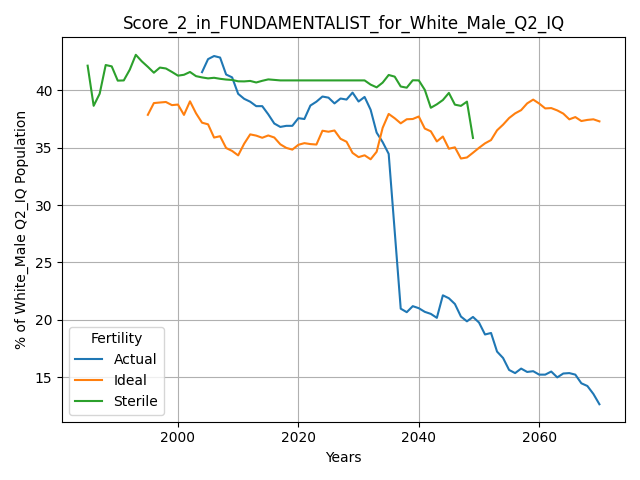 Score_2_in_FUNDAMENTALIST_for_White_Male_Q2_IQ
% of White_Male Q2_IQ Population
40
35
30
25
20
15
Fertility
Actual
Ideal
Sterile
2000
2020
2040
2060
Years